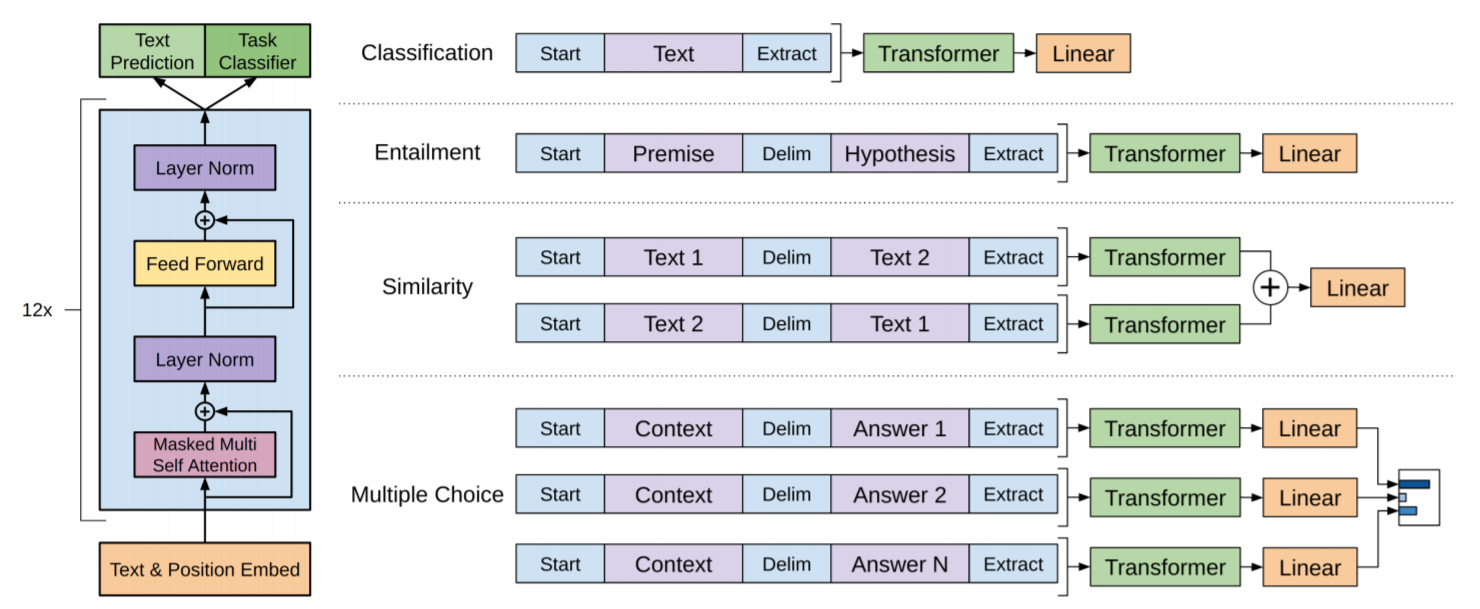 Text
Prediction
Task
Classifier
12x
Layer Norm
Feed Forward
Layer Norm
Masked Multi
Self Attention
Text & Position Embed
Classification
Start Text Extract Transformer Linear
Entailment
Start Premise Delim Hypothesis Extract Transformer Linear
Similarity
Start Text 1 Delim Text 2 Extract Transformer
Linear
Start Text 2 Delim Text 1 Extract Transformer
Multiple Choice
Start Context Delim Answer 1 Extract Transformer Linear
Start Context Delim Answer 2 Extract Transformer Linear
Start Context Delim Answer N Extract Transformer Linear